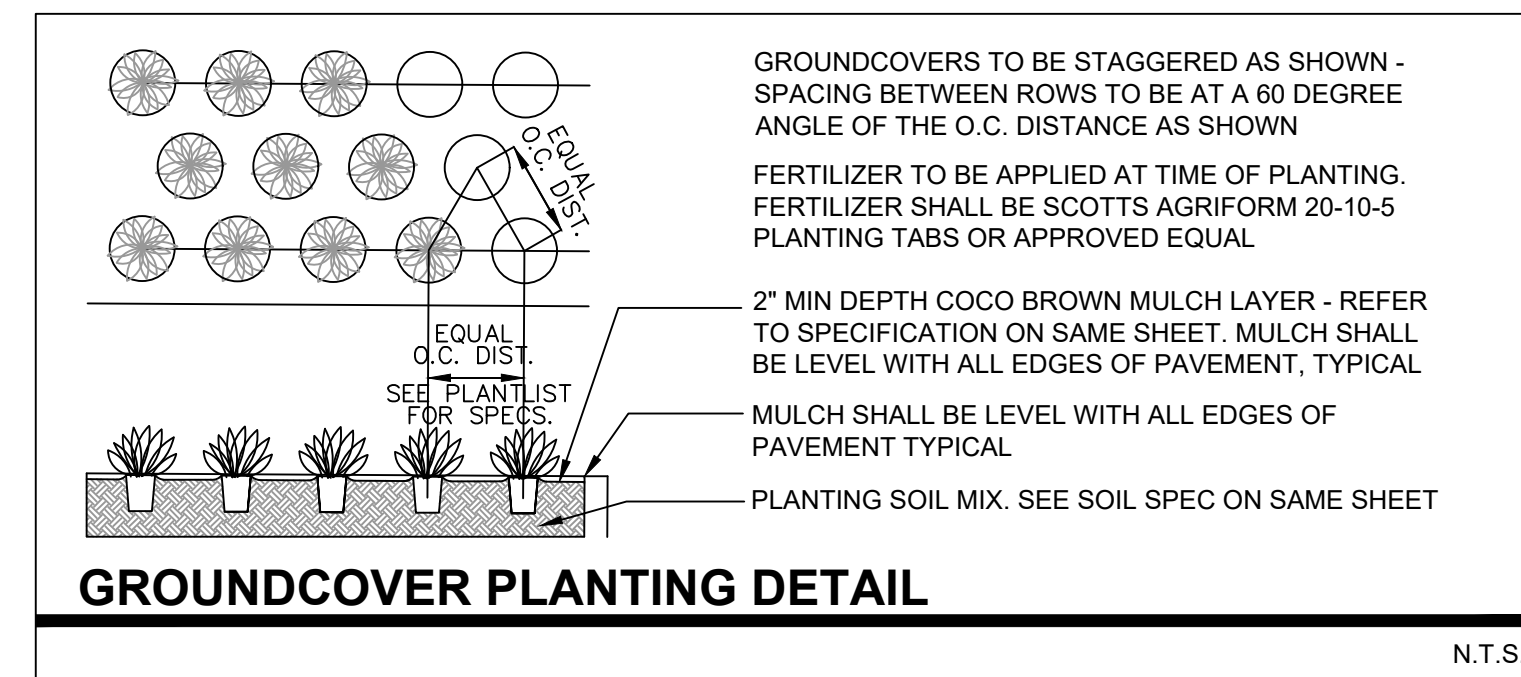 EQUAL
O.C. DIST.
EQUAL
O.C. DIST.
SEE PLANTLIST
FOR SPECS.
GROUNDCOVERS TO BE STAGGERED AS SHOWN -
SPACING BETWEEN ROWS TO BE AT A 60 DEGREE
ANGLE OF THE O.C. DISTANCE AS SHOWN
FERTILIZER TO BE APPLIED AT TIME OF PLANTING.
FERTILIZER SHALL BE SCOTTS AGRIFORM 20-10-5
PLANTING TABS OR APPROVED EQUAL
2" MIN DEPTH COCO BROWN MULCH LAYER - REFER
TO SPECIFICATION ON SAME SHEET. MULCH SHALL
BE LEVEL WITH ALL EDGES OF PAVEMENT, TYPICAL
MULCH SHALL BE LEVEL WITH ALL EDGES OF
PAVEMENT TYPICAL
PLANTING SOIL MIX. SEE SOIL SPEC ON SAME SHEET
GROUNDCOVER PLANTING DETAIL
N.T.S.